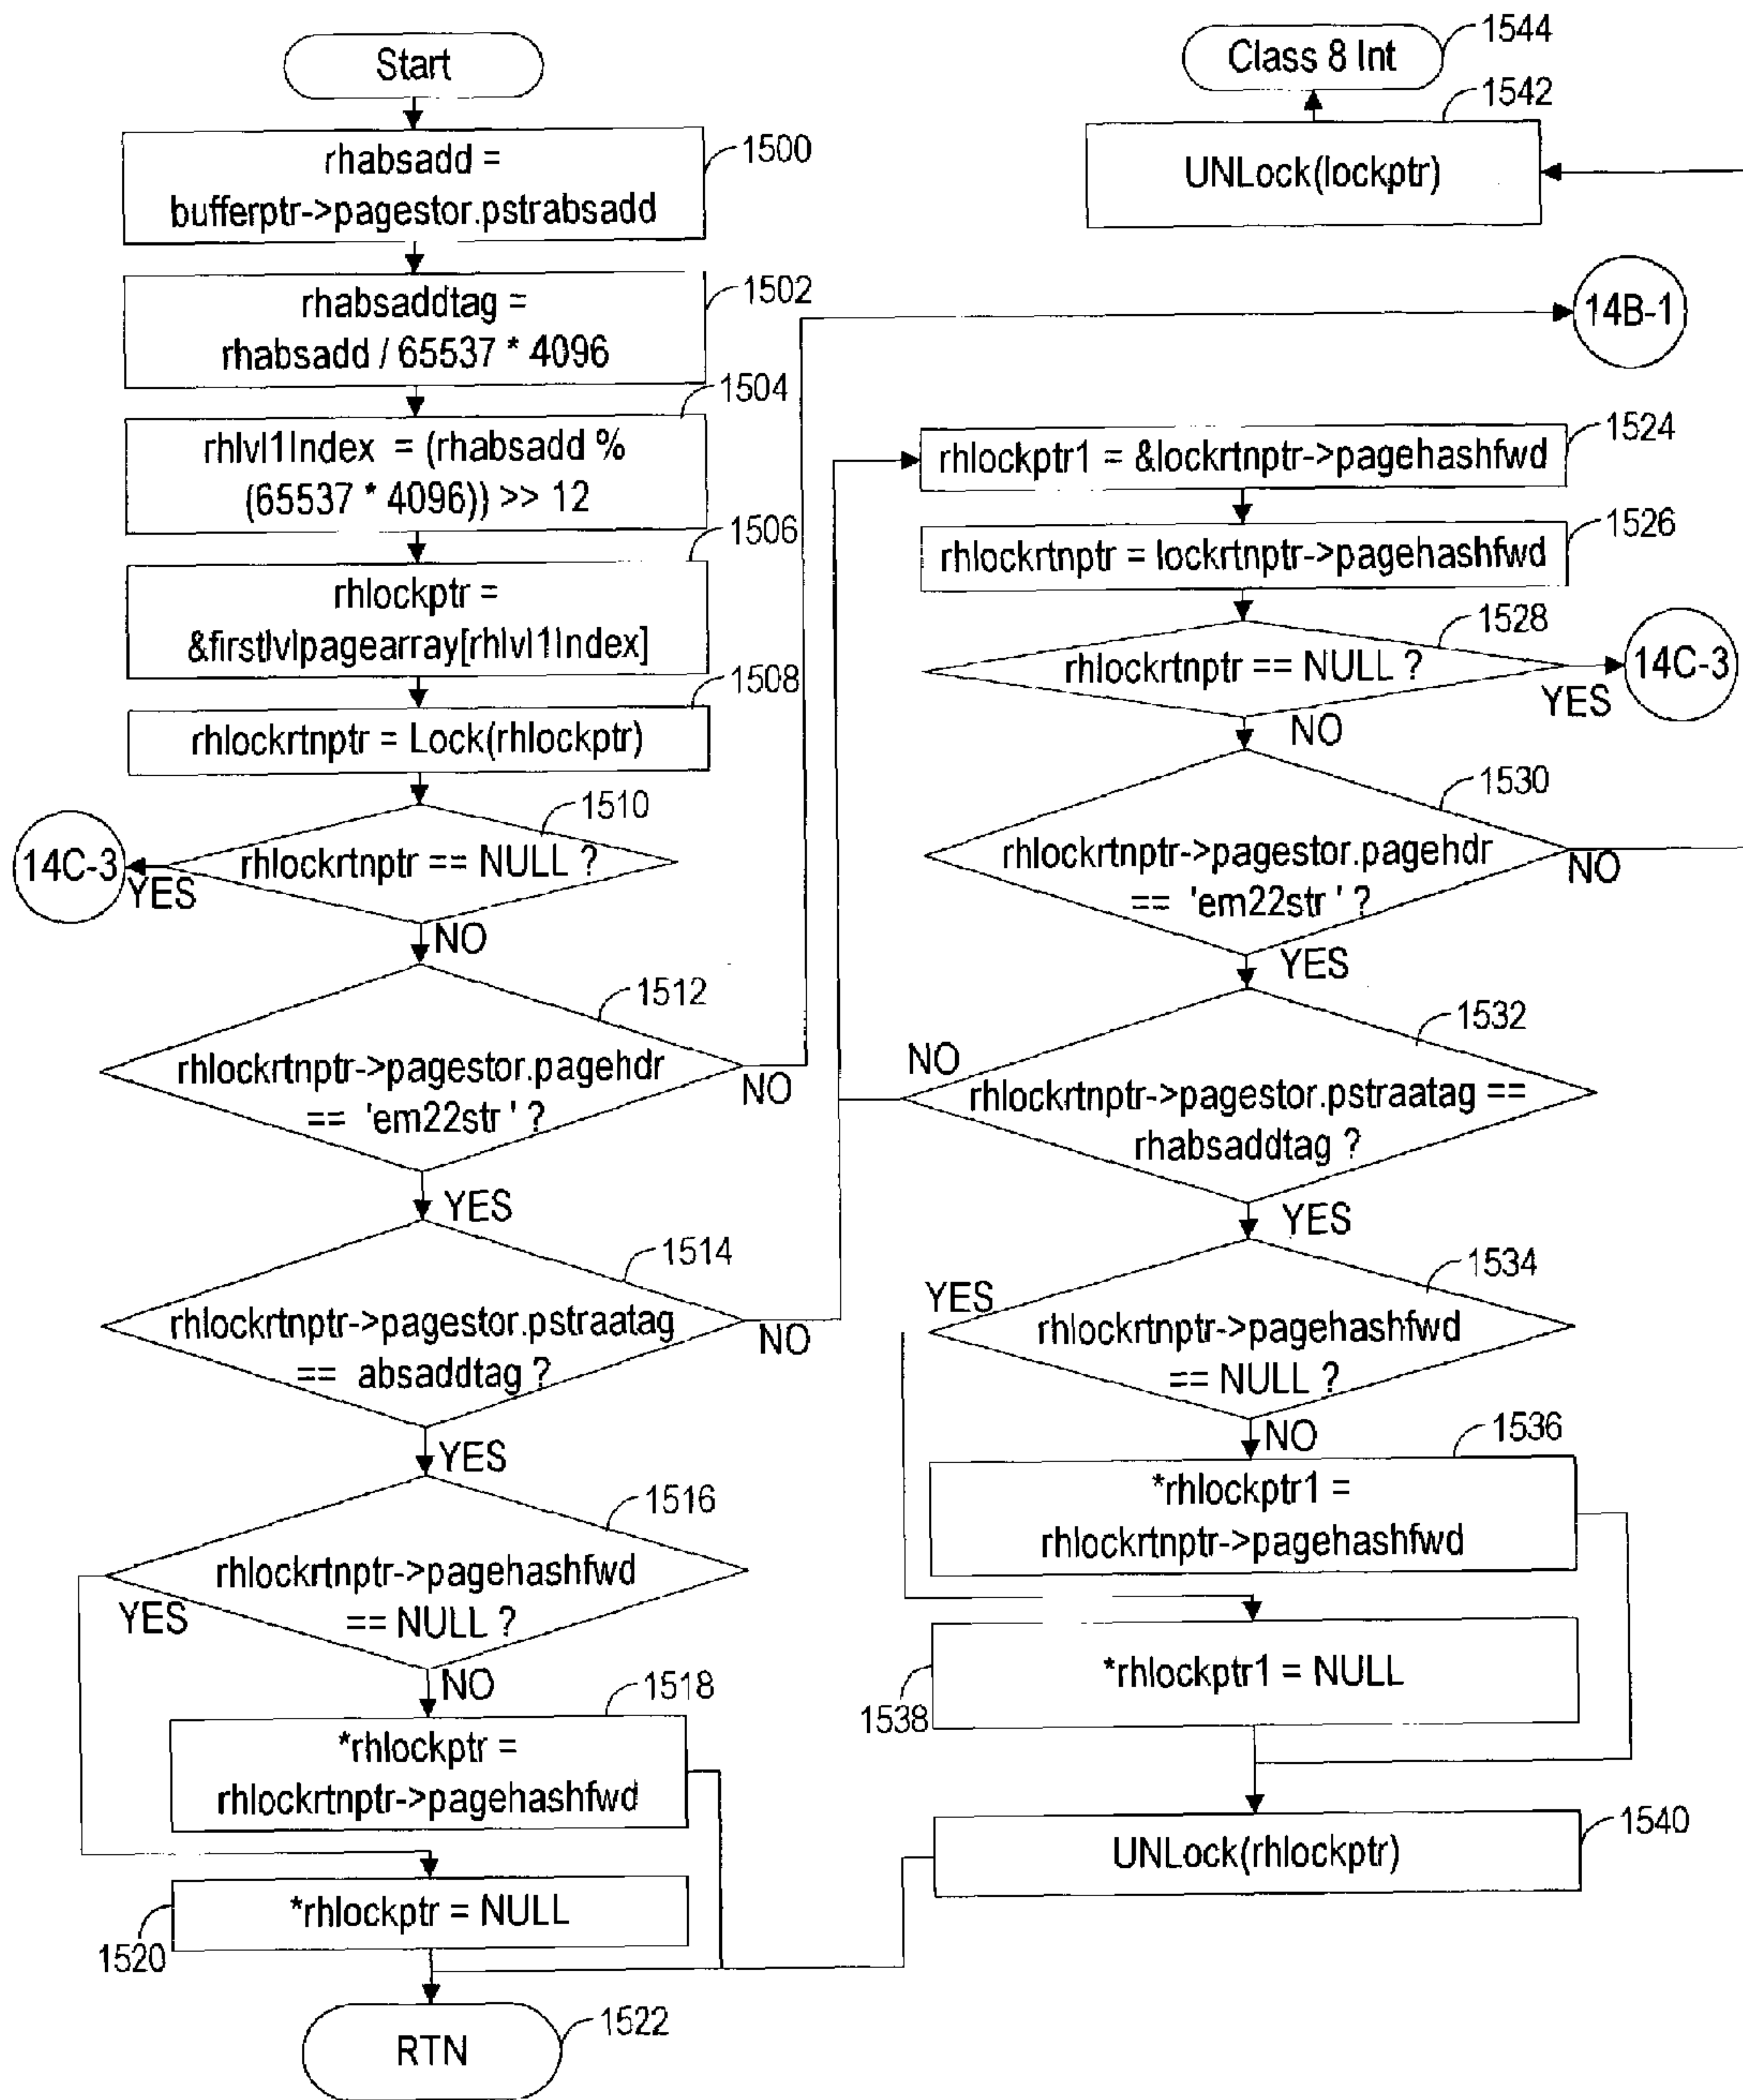 Start
rhabsadd =
bufferptr->pagestor.pstrabsadd
1500
rhabsaddtag =
rhabsadd / 65537 * 4096
1502
rhlvl1Index = (rhabsadd %
(65537 * 4096)) >> 12
1504
rhlockptr =
&firstlvlpagearray[rhlvl1Index]
1506
rhlockrtnptr = Lock(rhlockptr)
1508
rhlockrtnptr == NULL ?
1510
14C-3
YES
NO
rhlockrtnptr->pagestor.pagehdr
== 'em22str ' ?
1512
NO
YES
rhlockrtnptr->pagestor.pstraatag
== absaddtag ?
1514
NO
YES
rhlockrtnptr->pagehashfwd
== NULL ?
1516
YES
NO
*rhlockptr =
rhlockrtnptr->pagehashfwd
1518
*rhlockptr = NULL
1520
RTN
1522
Class 8 Int
1544
UNLock(lockptr)
1542
14B-1
rhlockptr1 = &lockrtnptr->pagehashfwd
1524
rhlockrtnptr = lockrtnptr->pagehashfwd
1526
rhlockrtnptr == NULL ?
1528
YES
14C-3
NO
rhlockrtnptr->pagestor.pagehdr
== 'em22str ' ?
1530
NO
YES
rhlockrtnptr->pagestor.pstraatag ==
rhabsaddtag ?
1532
NO
YES
rhlockrtnptr->pagehashfwd
== NULL ?
1534
YES
NO
*rhlockptr1 =
rhlockrtnptr->pagehashfwd
1536
*rhlockptr1 = NULL
1538
UNLock(rhlockptr)
1540